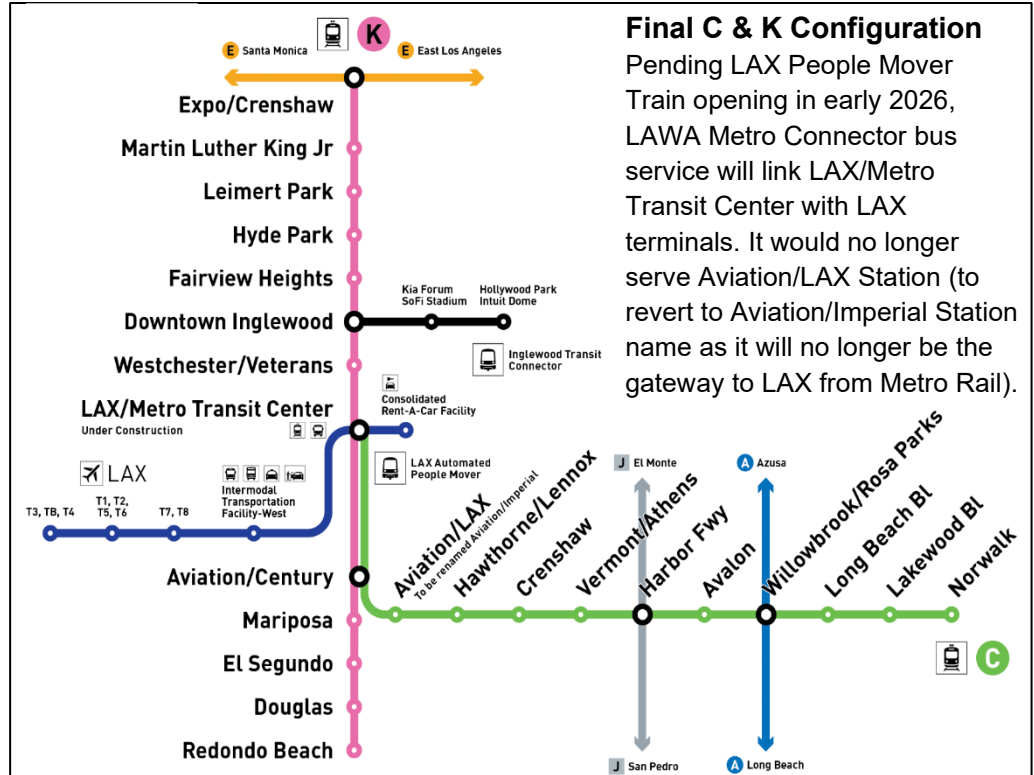 Final C & K Configuration
Pending LAX People Mover
Train opening in early 2026,
LAWA Metro Connector bus
service will link LAX/Metro
Transit Center with LAX
terminals. It would no longer
serve Aviation/LAX Station (to
revert to Aviation/Imperial Station
name as it will no longer be the
gateway to LAX from Metro Rail).
K
E Santa Monica
E East Los Angeles
Expo/Crenshaw
Martin Luther King Jr
Leimert Park
Hyde Park
Fairview Heights
Downtown Inglewood
Kia Forum
SoFi Stadium
Hollywood Park
Intuit Dome
Inglewood Transit
Connector
Westchester/Veterans
LAX/Metro Transit Center
Under Construction
Consolidated
Rent-A-Car Facility
LAX Automated
People Mover
LAX
T3, TB, T4
T1, T2,
T5, T6
T7, T8
Intermodal
Transportation
Facility-West
Aviation/Century
Mariposa
El Segundo
Douglas
Redondo Beach
Aviation/LAX
To be renamed Aviation/Imperial
Hawthorne/Lennox
Crenshaw
Vermont/Athens
J El Monte
Harbor Fwy
J San Pedro
Avalon
A Azusa
Willowbrook/Rosa Parks
A Long Beach
Long Beach Bl
Lakewood Bl
Norwalk
C